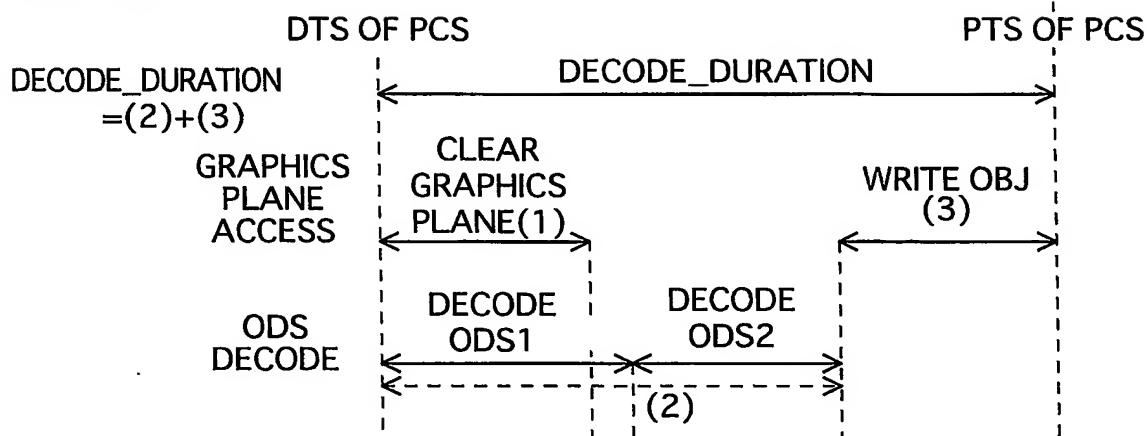 DTS OF PCS
PTS OF PCS
DECODE_DURATION
=(2)+(3)
DECODE_DURATION
GRAPHICS
PLANE
ACCESS
CLEAR
GRAPHICS
PLANE(1)
WRITE OBJ
(3)
ODS
DECODE
DECODE
ODS1
DECODE
ODS2
(2)